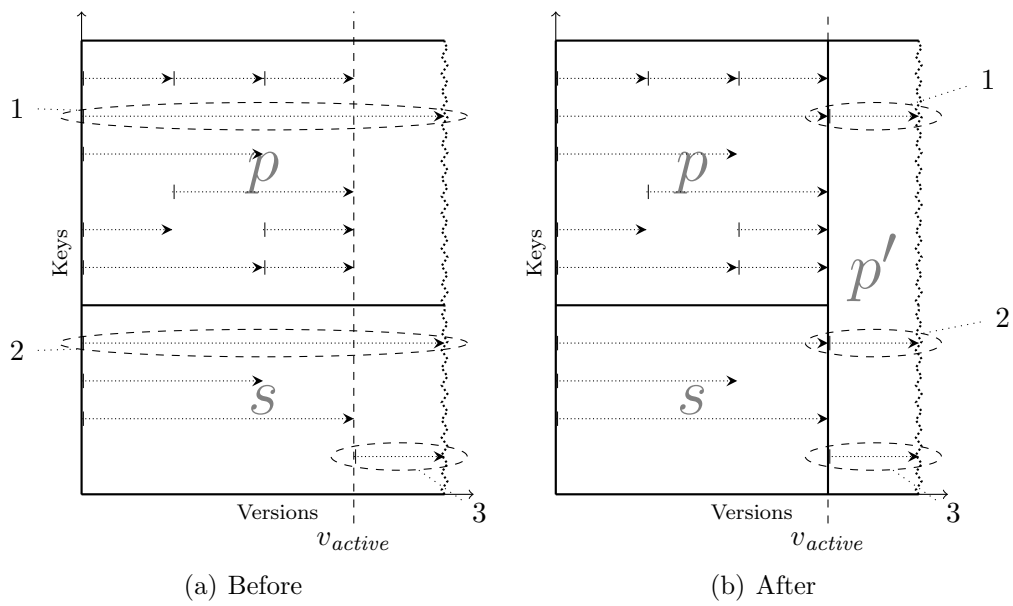 1
p
Keys
2
s
Versions
3
v_active
(a) Before
1
p
Keys
p′
2
s
Versions
3
v_active
(b) After